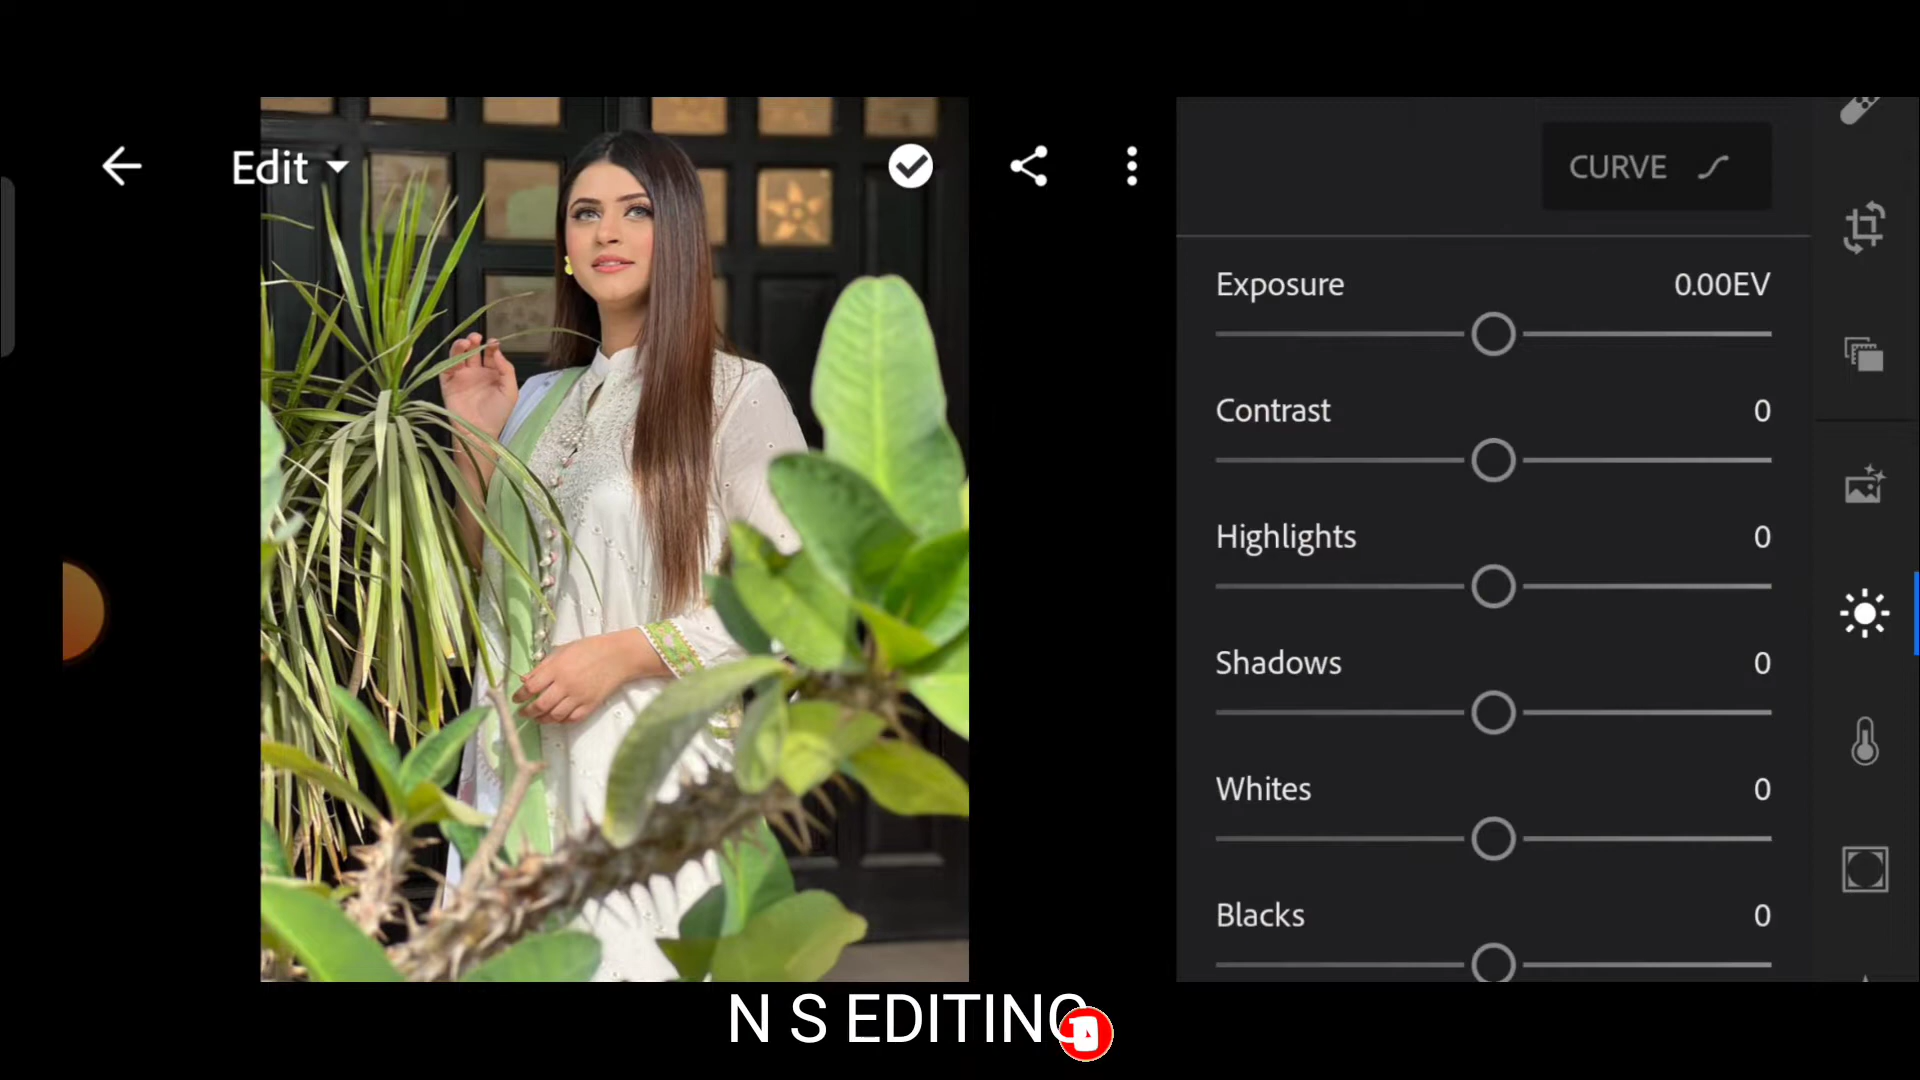 Edit
CURVE
Exposure 0.00EV
Contrast 0
Highlights 0
Shadows 0
Whites 0
Blacks 0
N S EDITING